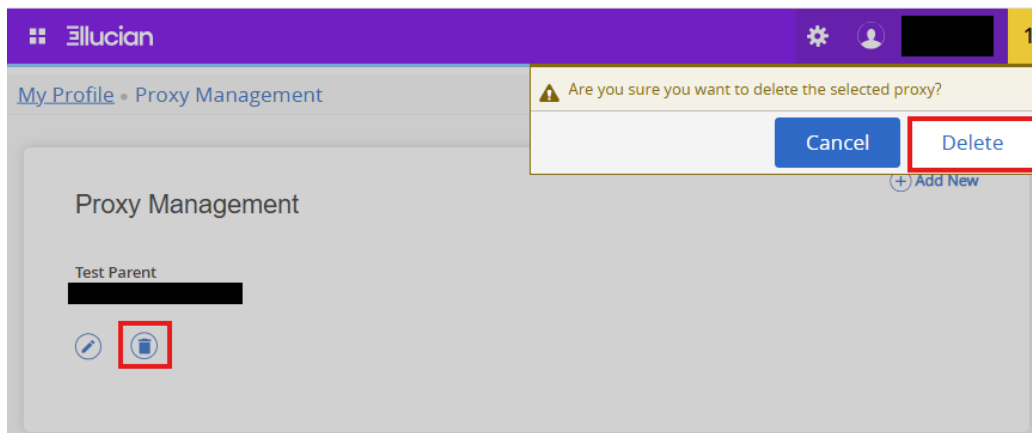 Ellucian
1
My Profile • Proxy Management
Are you sure you want to delete the selected proxy?
Cancel
Delete
Add New
Proxy Management
Test Parent